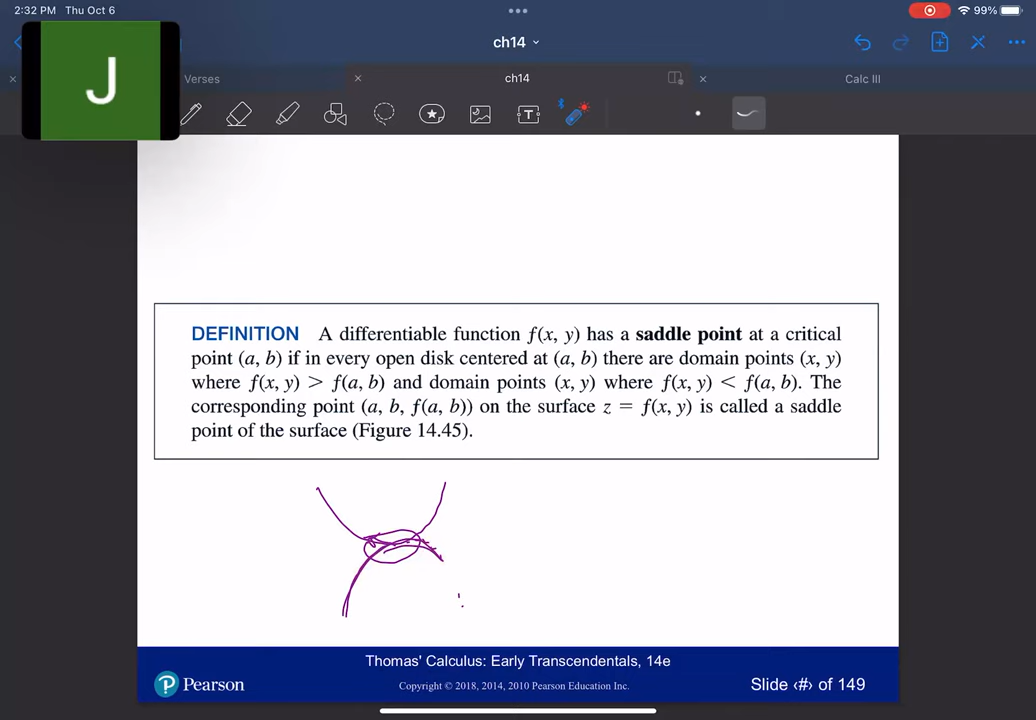 2:32 PM Thu Oct 6
99%
ch14
J
Verses
ch14
Calc III
T
DEFINITION A differentiable function f(x, y) has a saddle point at a critical
point (a, b) if in every open disk centered at (a, b) there are domain points (x, y)
where f(x, y) > f(a, b) and domain points (x, y) where f(x, y) < f(a, b). The
corresponding point (a, b, f(a, b)) on the surface z = f(x, y) is called a saddle
point of the surface (Figure 14.45).
Thomas' Calculus: Early Transcendentals, 14e
P Pearson
Copyright © 2018, 2014, 2010 Pearson Education Inc.
Slide ‹#› of 149